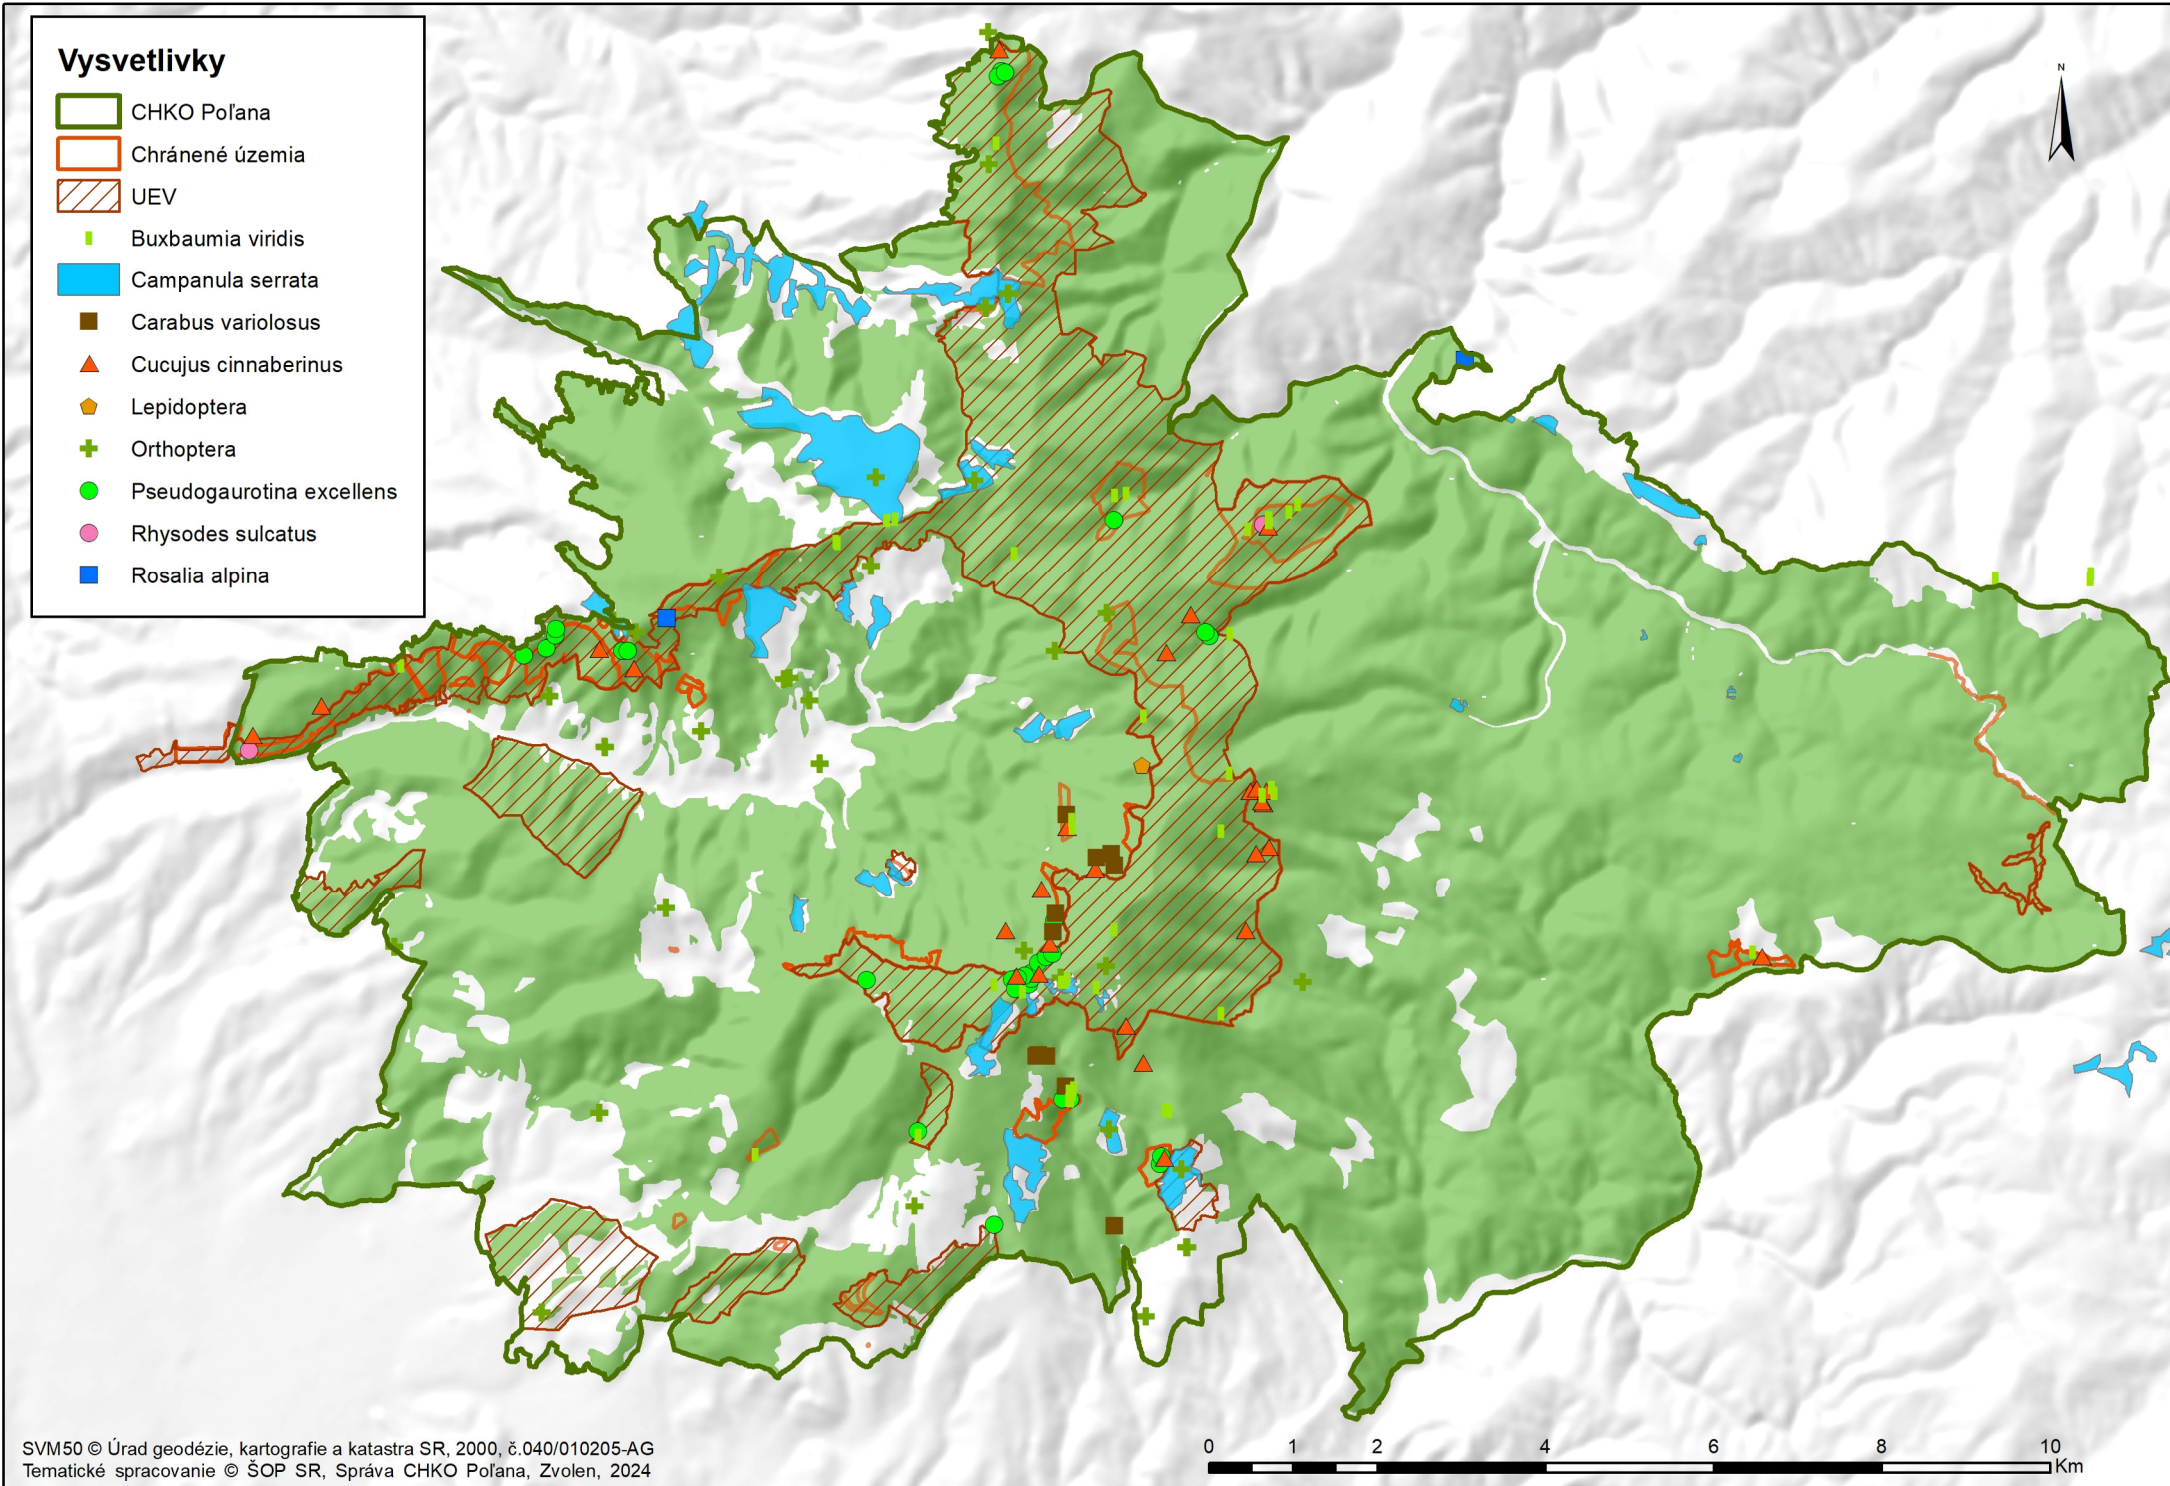 Vysvetlivky
CHKO Poľana
Chránené územia
UEV
Buxbaumia viridis
Campanula serrata
Carabus variolosus
Cucujus cinnaberinus
Lepidoptera
Orthoptera
Pseudogaurotina excellens
Rhysodes sulcatus
Rosalia alpina
N
SVM50 © Úrad geodézie, kartografie a katastra SR, 2000, č.040/010205-AG
Tematické spracovanie © ŠOP SR, Správa CHKO Poľana, Zvolen, 2024
0 1 2 4 6 8 10
Km